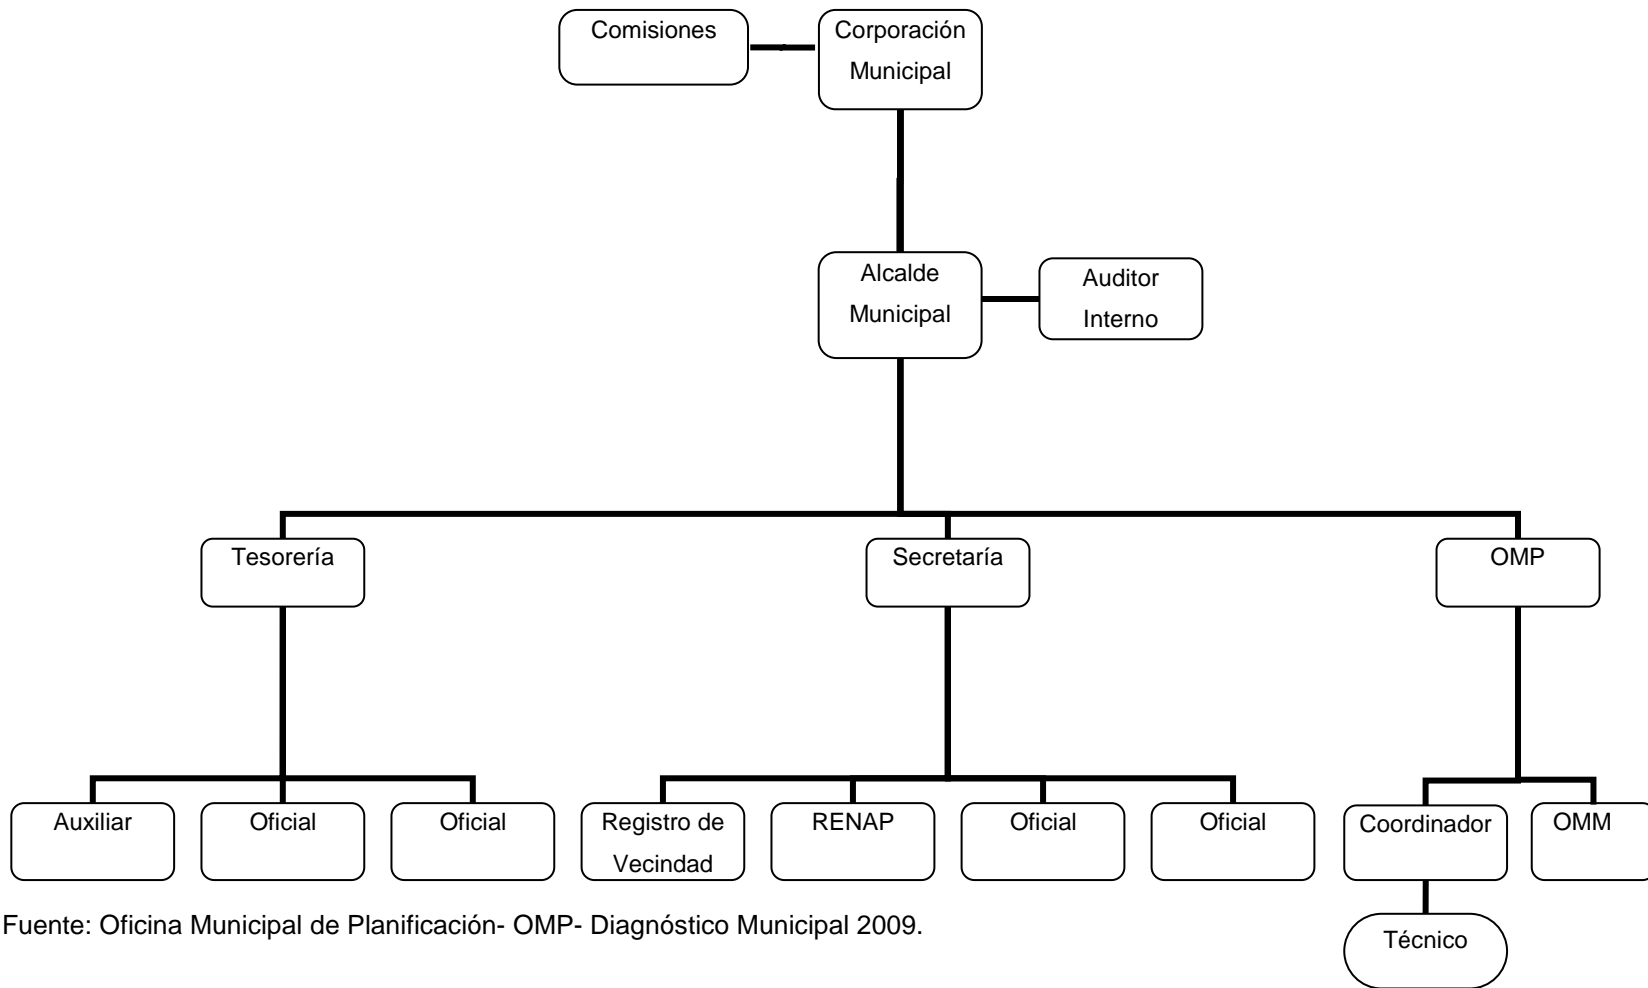 Comisiones
Corporación
Municipal
Alcalde
Municipal
Auditor
Interno
Tesorería
Secretaría
OMP
Auxiliar
Oficial
Oficial
Registro de
Vecindad
RENAP
Oficial
Oficial
Coordinador
OMM
Técnico
Fuente: Oficina Municipal de Planificación- OMP- Diagnóstico Municipal 2009.